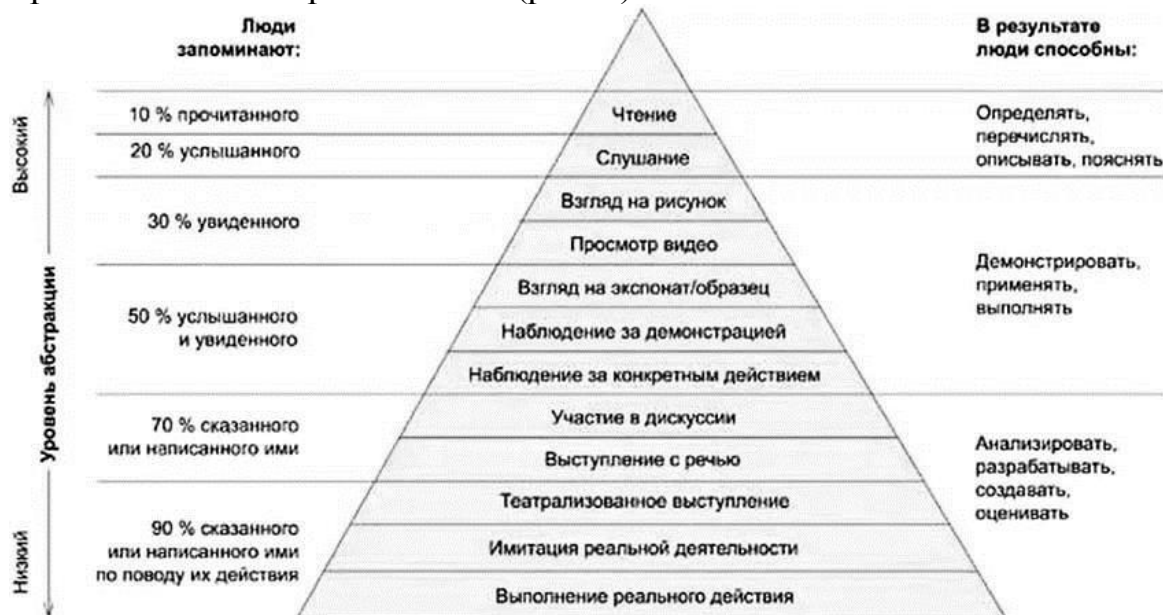 Люди
запоминают:
В результате
люди способны:
Уровень абстракции
Высокий
Низкий
10 % прочитанного
Чтение
Определять,
перечислять,
описывать, пояснять
20 % услышанного
Слушание
30 % увиденного
Взгляд на рисунок
Просмотр видео
Демонстрировать,
применять,
выполнять
50 % услышанного
и увиденного
Взгляд на экспонат/образец
Наблюдение за демонстрацией
Наблюдение за конкретным действием
70 % сказанного
или написанного ими
Участие в дискуссии
Выступление с речью
Анализировать,
разрабатывать,
создавать,
оценивать
90 % сказанного
или написанного ими
по поводу их действия
Театрализованное выступление
Имитация реальной деятельности
Выполнение реального действия